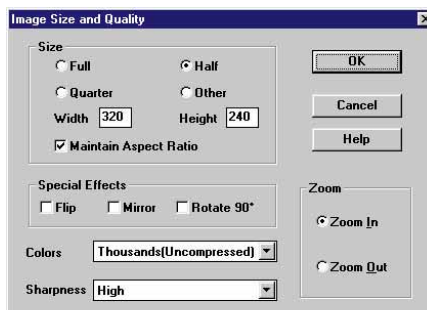 Image Size and Quality
Size
Full
Half
OK
Quarter
Other
Width 320 Height 240
Cancel
Maintain Aspect Ratio
Help
Special Effects
Flip Mirror Rotate 90°
Zoom
Zoom In
Zoom Out
Colors Thousands(Uncompressed)
Sharpness High